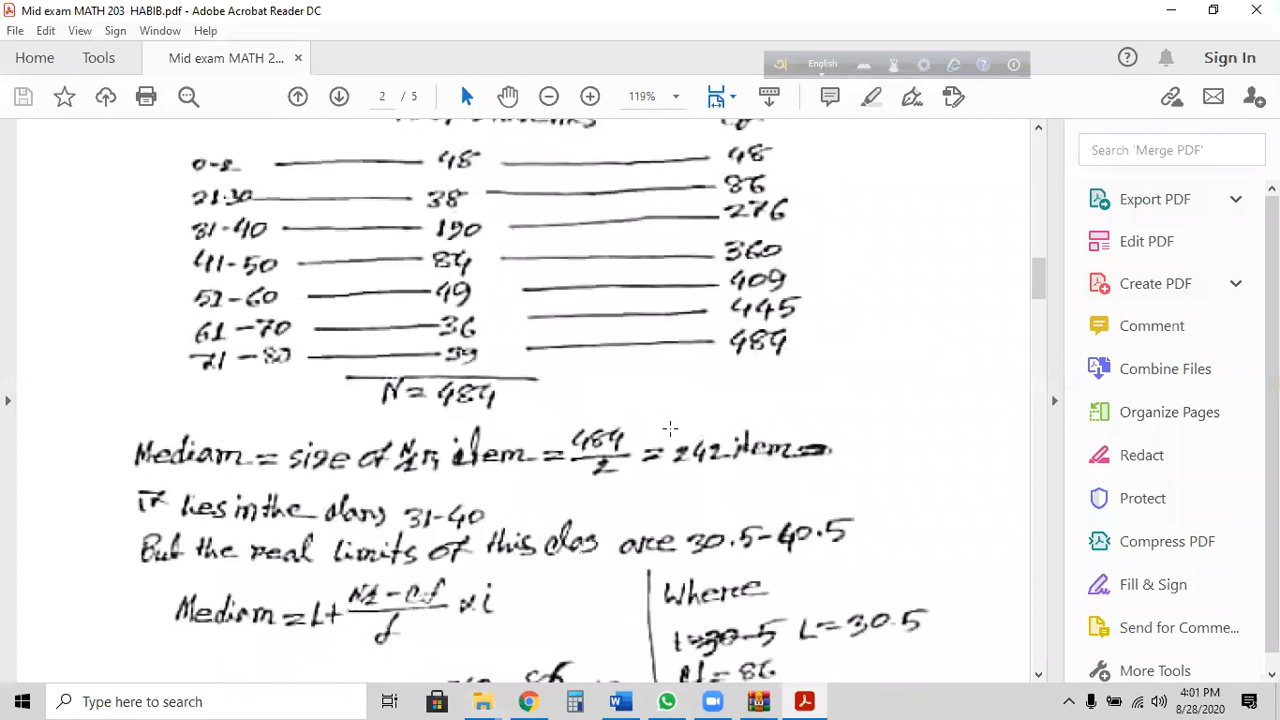 Mid exam MATH 203 HABIB.pdf - Adobe Acrobat Reader DC
File Edit View Sign Window Help
Home Tools Mid exam MATH 2... × English Sign In
2 / 5 119%
0-2 48 48
21-30 38 86
31-40 190 276
41-50 84 360
51-60 49 409
61-70 36 445
71-80 39 484
N = 484
Median = size of N/2 th item = 484/2 = 242 item
It lies in the class 31-40
But the real limits of this clas are 30.5-40.5
Median = L + N/2 - c.f / f × i
Where
L = 30.5
= 86
Search 'Merge PDF'
Export PDF
Edit PDF
Create PDF
Comment
Combine Files
Organize Pages
Redact
Protect
Compress PDF
Fill & Sign
Send for Comme...
More Tools
Type here to search
4:01 PM
8/28/2020